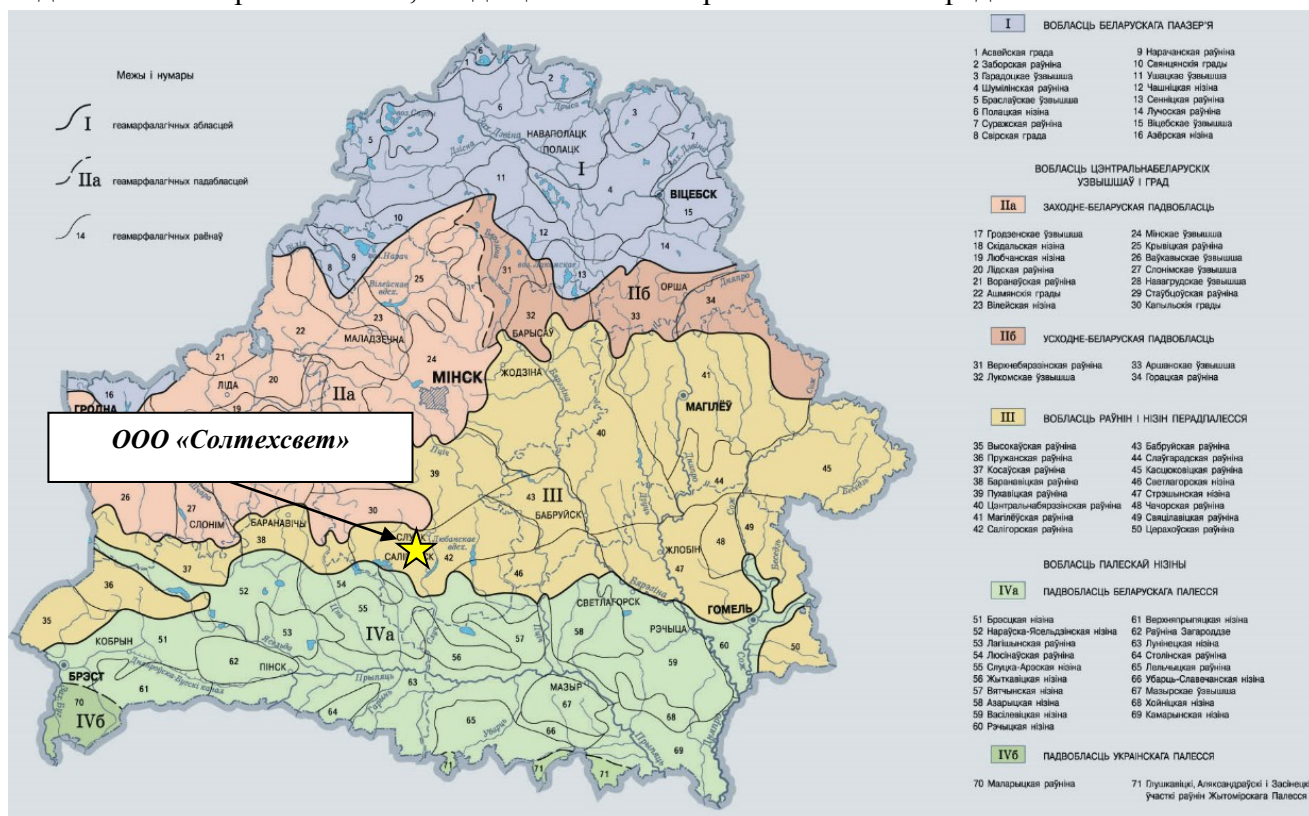 Межы і нумары
I геамарфалагічных абласцей
IIа геамарфалагічных падабласцей
14 геамарфалагічных раёнаў
ООО «Солтехсвет»
НАВАПОЛАЦК
ПОЛАЦК
ВІЦЕБСК
ОРША
БАРЫСАЎ
МАЛАДЗЕЧНА
ЖОДЗІНА
МІНСК
ЛІДА
ГРОДНА
МАГІЛЁЎ
СЛОНІМ
БАРАНАВІЧЫ
БАБРУЙСК
ЖЛОБІН
СВЕТЛАГОРСК
ГОМЕЛЬ
РЭЧЫЦА
КОБРЫН
ПІНСК
БРЭСТ
МАЗЫР
I
IIа
IIб
III
IVа
IVб
I ВОБЛАСЦЬ БЕЛАРУСКАГА ПААЗЕР'Я
1 Асвейская града
2 Заборская раўніна
3 Гарадоцкае ўзвышша
4 Шумілінская раўніна
5 Браслаўскае ўзвышша
6 Полацкая нізіна
7 Суражская раўніна
8 Свірская града
9 Нарачанская раўніна
10 Свянцянскія грады
11 Ушацкае ўзвышша
12 Чашніцкая нізіна
13 Сенніцкая раўніна
14 Лучоская раўніна
15 Віцебскае ўзвышша
16 Азёрская нізіна
ВОБЛАСЦЬ ЦЭНТРАЛЬНАБЕЛАРУСКІХ
УЗВЫШШАЎ І ГРАД
IIа ЗАХОДНЕ-БЕЛАРУСКАЯ ПАДВОБЛАСЦЬ
17 Гродзенскае ўзвышша
18 Скідальская нізіна
19 Любчанская нізіна
20 Лідская раўніна
21 Воранаўская раўніна
22 Ашмянскія грады
23 Вілейская нізіна
24 Мінскае ўзвышша
25 Крывіцкая раўніна
26 Ваўкавыскае ўзвышша
27 Слонімскае ўзвышша
28 Навагрудскае ўзвышша
29 Стаўбцоўская раўніна
30 Капыльскія грады
IIб УСХОДНЕ-БЕЛАРУСКАЯ ПАДВОБЛАСЦЬ
31 Верхнебярэзінская раўніна
32 Лукомскае ўзвышша
33 Аршанскае ўзвышша
34 Горацкая раўніна
III ВОБЛАСЦЬ РАЎНІН І НІЗІН ПЕРАДПАЛЕССЯ
35 Высокаўская раўніна
36 Пружанская раўніна
37 Косаўская раўніна
38 Баранавіцкая раўніна
39 Пухавіцкая раўніна
40 Цэнтральнабярэзінская раўніна
41 Магілёўская раўніна
42 Салігорская раўніна
43 Бабруйская раўніна
44 Слаўгарадская раўніна
45 Касцюковіцкая раўніна
46 Светлагорская нізіна
47 Стрэшынская нізіна
48 Чачорская раўніна
49 Свяцілавіцкая раўніна
50 Церахоўская раўніна
ВОБЛАСЦЬ ПАЛЕСКАЙ НІЗІНЫ
IVа ПАДВОБЛАСЦЬ БЕЛАРУСКАГА ПАЛЕССЯ
51 Брэсцкая нізіна
52 Нараўска-Ясельдзінская нізіна
53 Лагішынская раўніна
54 Люсінаўская раўніна
55 Случка-Арэская нізіна
56 Жыткавіцкая нізіна
57 Вятчынская нізіна
58 Азарыцкая нізіна
59 Васілевіцкая нізіна
60 Рэчыцкая нізіна
61 Верхняпрыпяцкая нізіна
62 Раўніна Загароддзе
63 Лунінецкая нізіна
64 Столінская раўніна
65 Лельчыцкая раўніна
66 Убарць-Славечанская нізіна
67 Мазырскае ўзвышша
68 Хойніцкая нізіна
69 Камарынская нізіна
IVб ПАДВОБЛАСЦЬ УКРАІНСКАГА ПАЛЕССЯ
70 Маларыцкая раўніна
71 Глушкавіцкі, Аляксандраўскі і Засінецкі
ўчасткі раўнін Жытомірскага Палесся